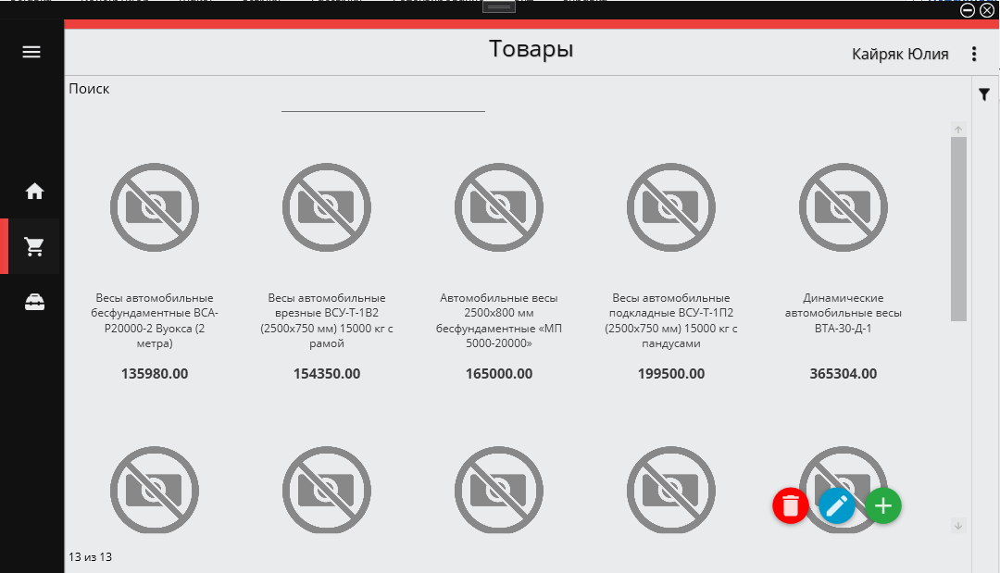 Товары
Кайряк Юлия
Поиск
Весы автомобильные
бесфундаментные ВСА-
Р20000-2 Вуокса (2
метра)
135980.00
Весы автомобильные
врезные ВСУ-Т-1В2
(2500х750 мм) 15000 кг с
рамой
154350.00
Автомобильные весы
2500х800 мм
бесфундаментные «МП
5000-20000»
165000.00
Весы автомобильные
подкладные ВСУ-Т-1П2
(2500х750 мм) 15000 кг с
пандусами
199500.00
Динамические
автомобильные весы
ВТА-30-Д-1
365304.00
13 из 13